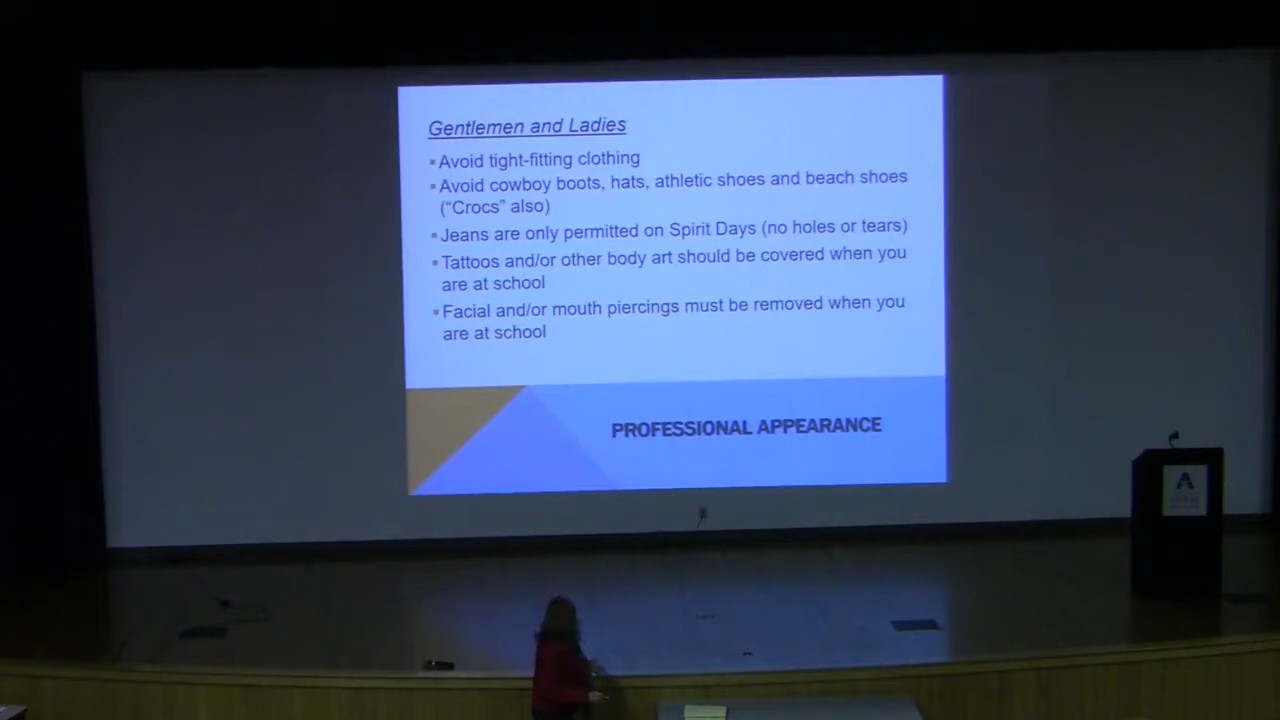 Gentlemen and Ladies
▪Avoid tight-fitting clothing
▪Avoid cowboy boots, hats, athletic shoes and beach shoes
("Crocs" also)
▪Jeans are only permitted on Spirit Days (no holes or tears)
▪Tattoos and/or other body art should be covered when you
are at school
▪Facial and/or mouth piercings must be removed when you
are at school
PROFESSIONAL APPEARANCE
A